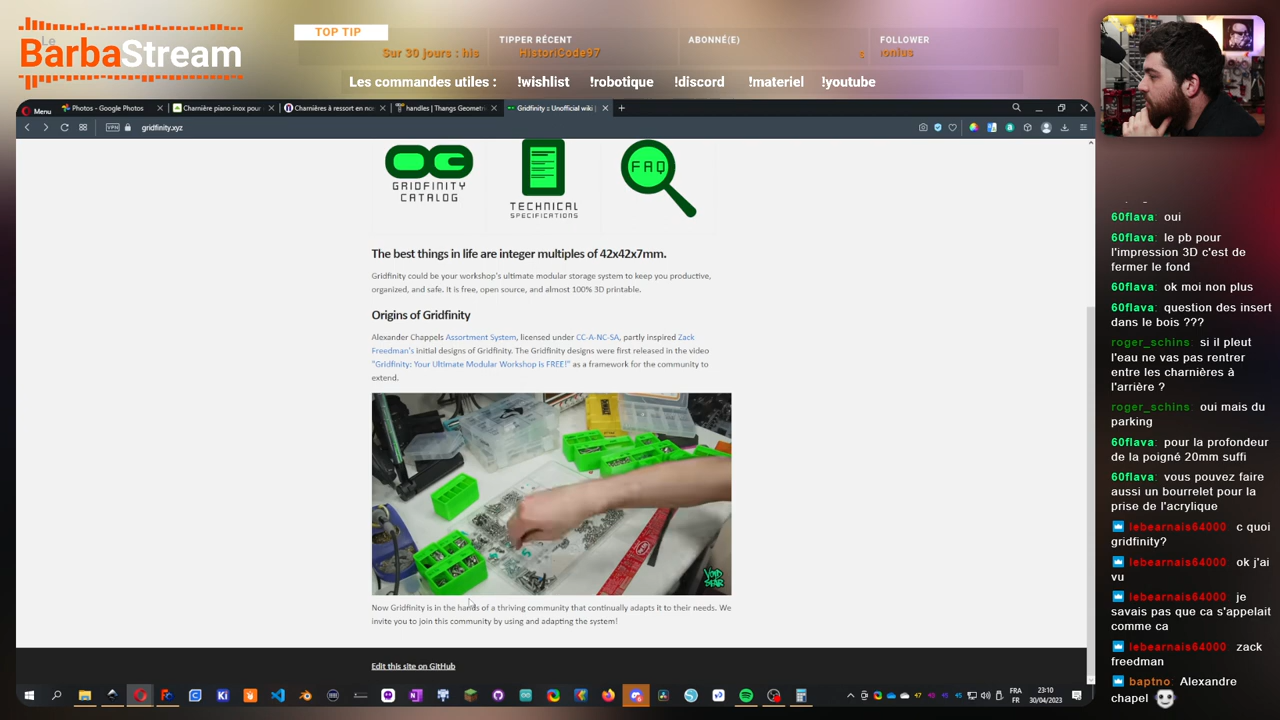 Le
BarbaStream
TOP TIP
Sur 30 jours : his
TIPPER RÉCENT
HistoriCode97
ABONNÉ(E)
FOLLOWER
Les commandes utiles : !wishlist !robotique !discord !materiel !youtube
Menu
Photos - Google Photos
Charnière piano inox pour
Charnières à ressort en no
handles | Thangs Geometri
Gridfinity :: Unofficial wiki |
VPN
gridfinity.xyz
GRIDFINITY
CATALOG
TECHNICAL
SPECIFICATIONS
FAQ
The best things in life are integer multiples of 42x42x7mm.
Gridfinity could be your workshop's ultimate modular storage system to keep you productive,
organized, and safe. It is free, open source, and almost 100% 3D printable.
Origins of Gridfinity
Alexander Chappels Assortment System, licensed under CC-A-NC-SA, partly inspired Zack
Freedman's initial designs of Gridfinity. The Gridfinity designs were first released in the video
"Gridfinity: Your Ultimate Modular Workshop is FREE!" as a framework for the community to
extend.
VOID
STAR
Now Gridfinity is in the hands of a thriving community that continually adapts it to their needs. We
invite you to join this community by using and adapting the system!
Edit this site on GitHub
FRA
FR
23:10
30/04/2023
60flava: oui
60flava: le pb pour
l'impression 3D c'est de
fermer le fond
60flava: ok moi non plus
60flava: question des insert
dans le bois ???
roger_schins: si il pleut
l'eau ne vas pas rentrer
entre les charnières à
l'arrière ?
roger_schins: oui mais du
parking
60flava: pour la profondeur
de la poigné 20mm suffi
60flava: vous pouvez faire
aussi un bourrelet pour la
prise de l'acrylique
lebearnais64000: c quoi
gridfinity?
lebearnais64000: ok j'ai
vu
lebearnais64000: je
savais pas que ca s'appelait
comme ca
lebearnais64000: zack
freedman
baptno: Alexandre
chapel